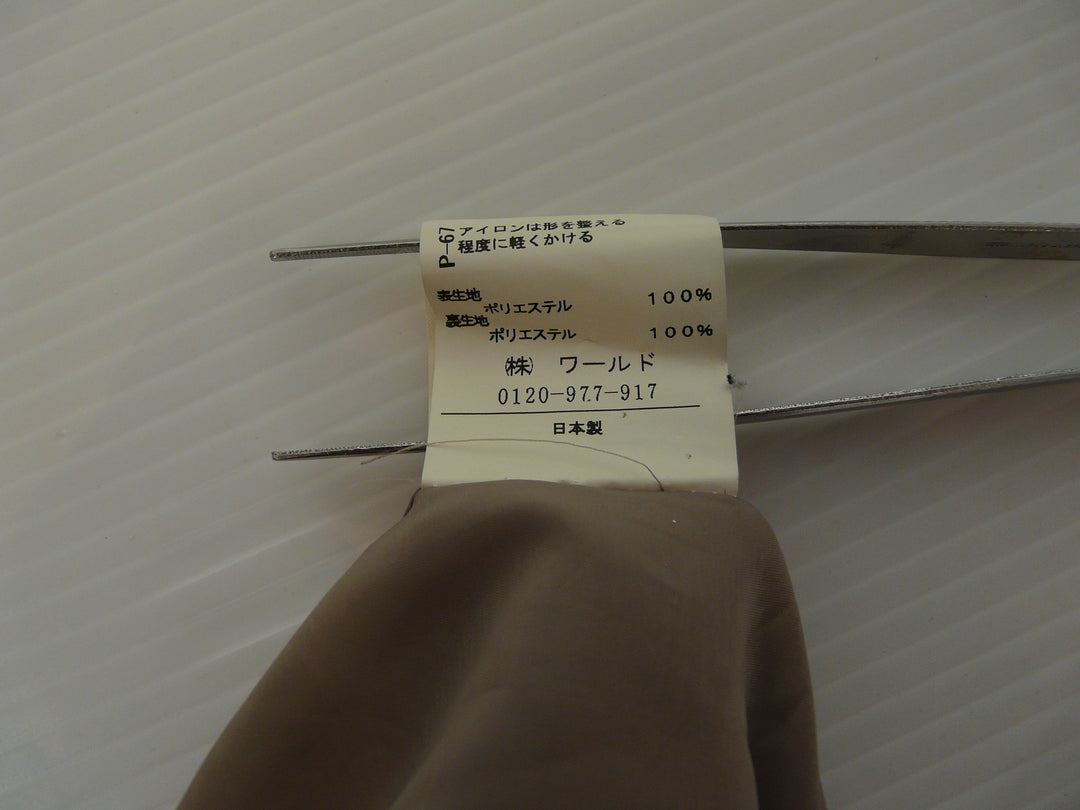 P-67
アイロンは形を整える
程度に軽くかける
表生地
ポリエステル 100%
裏生地
ポリエステル 100%
㈱ ワールド
0120-977-917
日本製